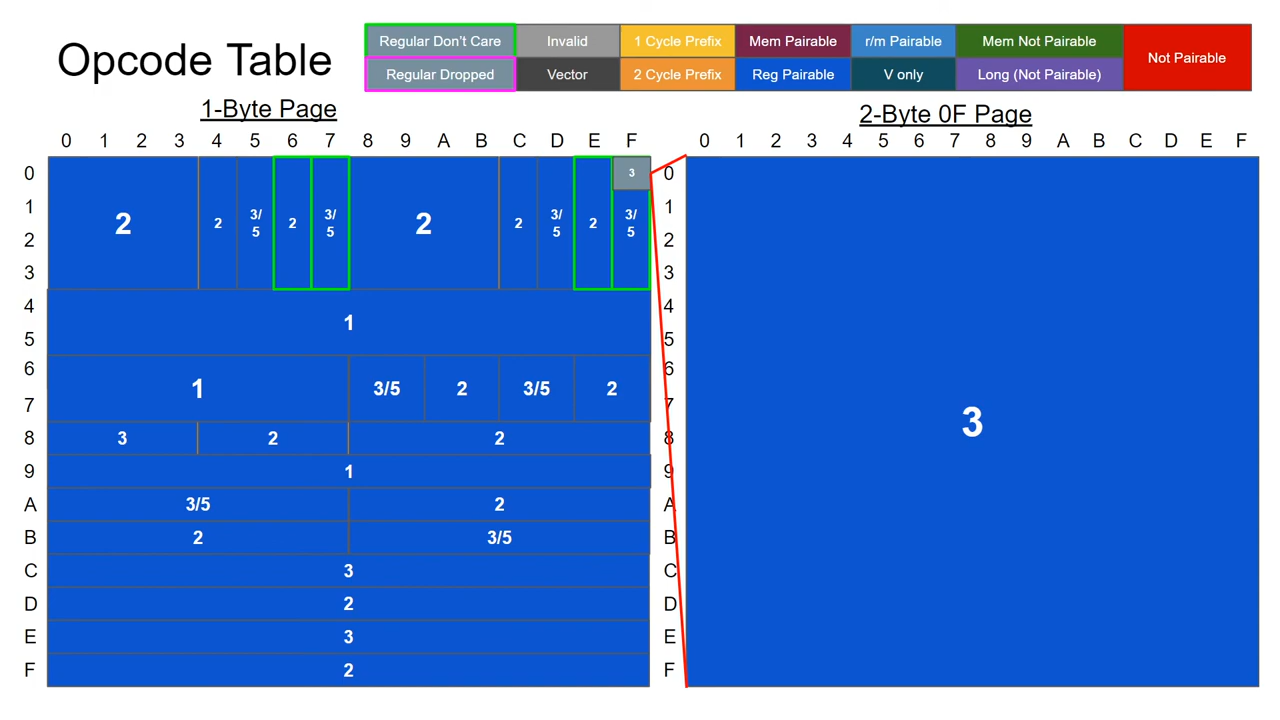 Opcode Table
Regular Don't Care Invalid 1 Cycle Prefix Mem Pairable r/m Pairable Mem Not Pairable Not Pairable
Regular Dropped Vector 2 Cycle Prefix Reg Pairable V only Long (Not Pairable)
1-Byte Page
0 1 2 3 4 5 6 7 8 9 A B C D E F
0 3
1
2 2 2 3/5 2 3/5 2 2 3/5 2 3/5
3
4
5 1
6
7 1 3/5 2 3/5 2
8 3 2 2
9 1
A 3/5 2
B 2 3/5
C 3
D 2
E 3
F 2
2-Byte 0F Page
0 1 2 3 4 5 6 7 8 9 A B C D E F
0
1
2
3
4
5
6
7
8
9
A
B
C
D
E
F
3